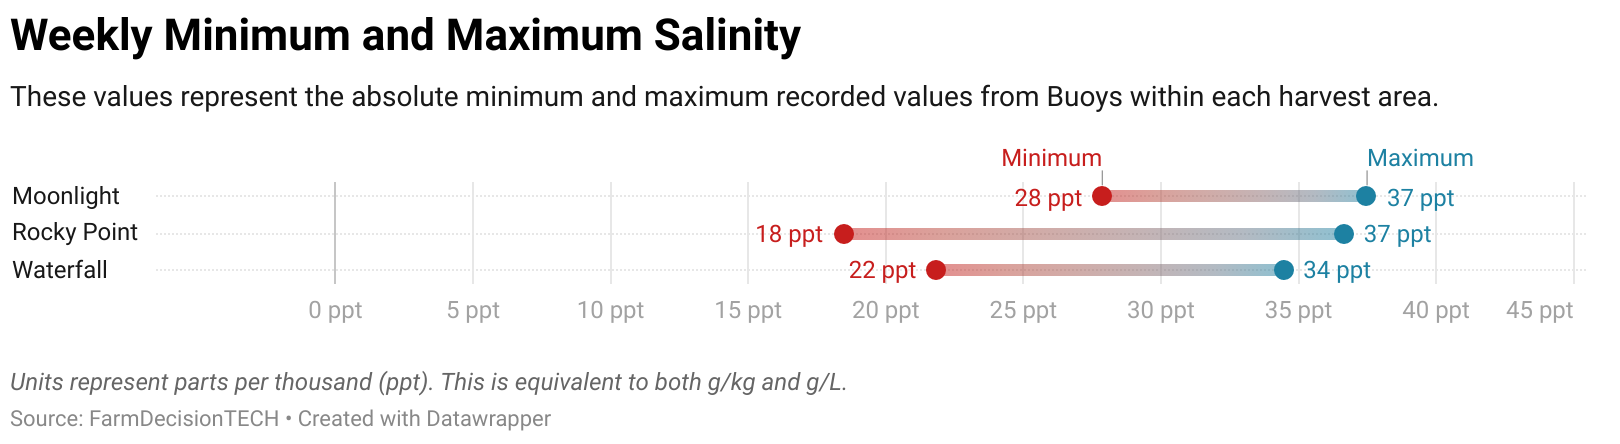 Weekly Minimum and Maximum Salinity
These values represent the absolute minimum and maximum recorded values from Buoys within each harvest area.
Minimum Maximum
Moonlight 28 ppt 37 ppt
Rocky Point 18 ppt 37 ppt
Waterfall 22 ppt 34 ppt
0 ppt 5 ppt 10 ppt 15 ppt 20 ppt 25 ppt 30 ppt 35 ppt 40 ppt 45 ppt
Units represent parts per thousand (ppt). This is equivalent to both g/kg and g/L.
Source: FarmDecisionTECH • Created with Datawrapper